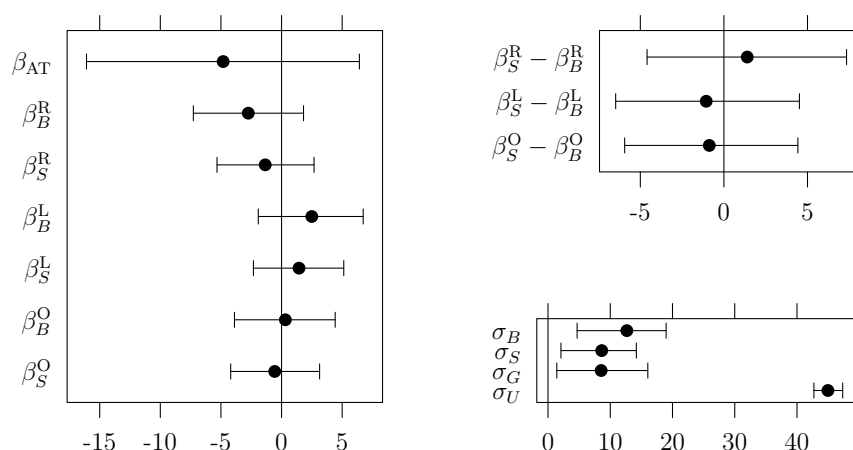 β_AT
β_B^R
β_S^R
β_B^L
β_S^L
β_B^O
β_S^O
-15 -10 -5 0 5
β_S^R − β_B^R
β_S^L − β_B^L
β_S^O − β_B^O
-5 0 5
σ_B
σ_S
σ_G
σ_U
0 10 20 30 40